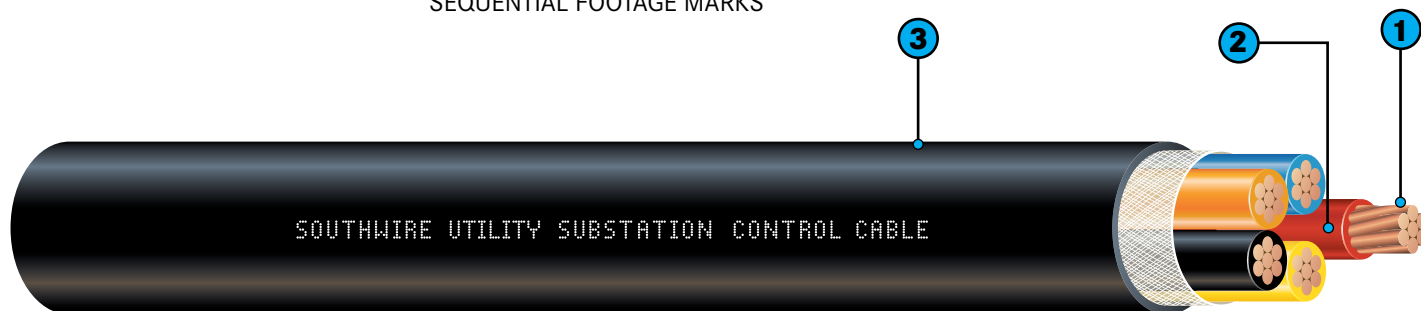 SEQUENTIAL FOOTAGE MARKS
3
2
1
SOUTHWIRE UTILITY SUBSTATION CONTROL CABLE